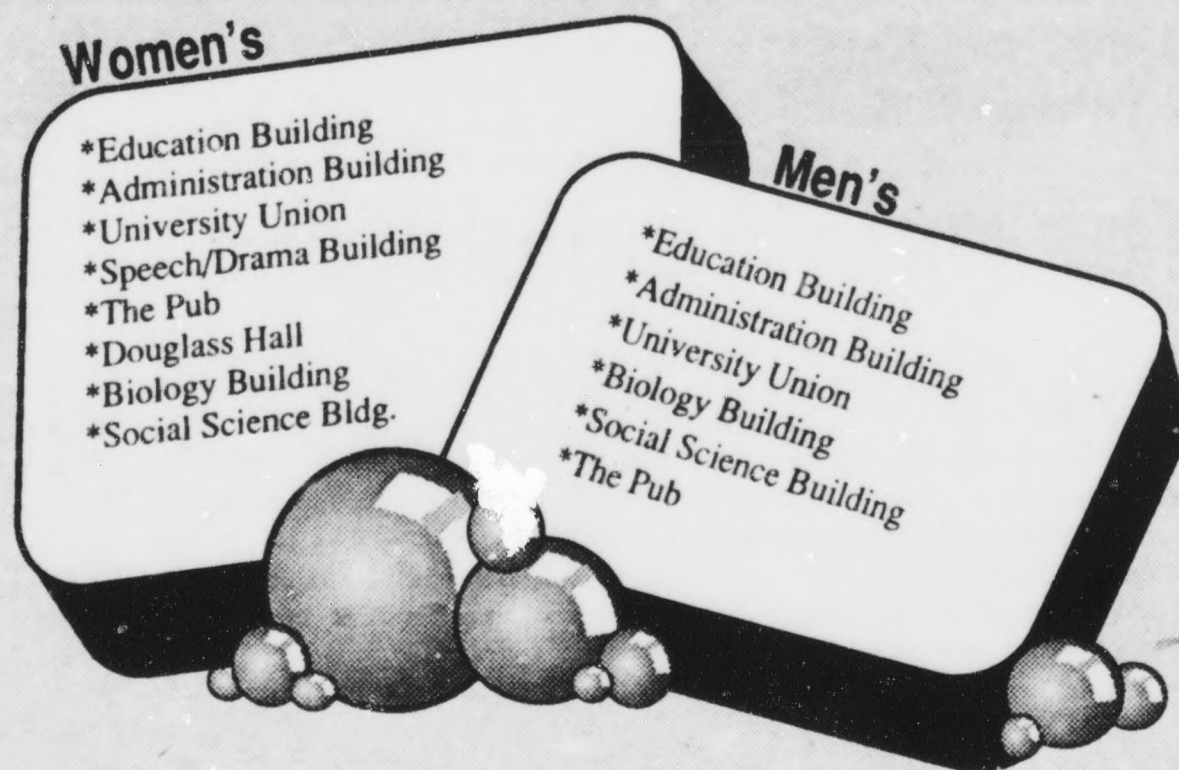 Women's
*Education Building
*Administration Building
*University Union
*Speech/Drama Building
*The Pub
*Douglass Hall
*Biology Building
*Social Science Bldg.
Men's
*Education Building
*Administration Building
*University Union
*Biology Building
*Social Science Building
*The Pub